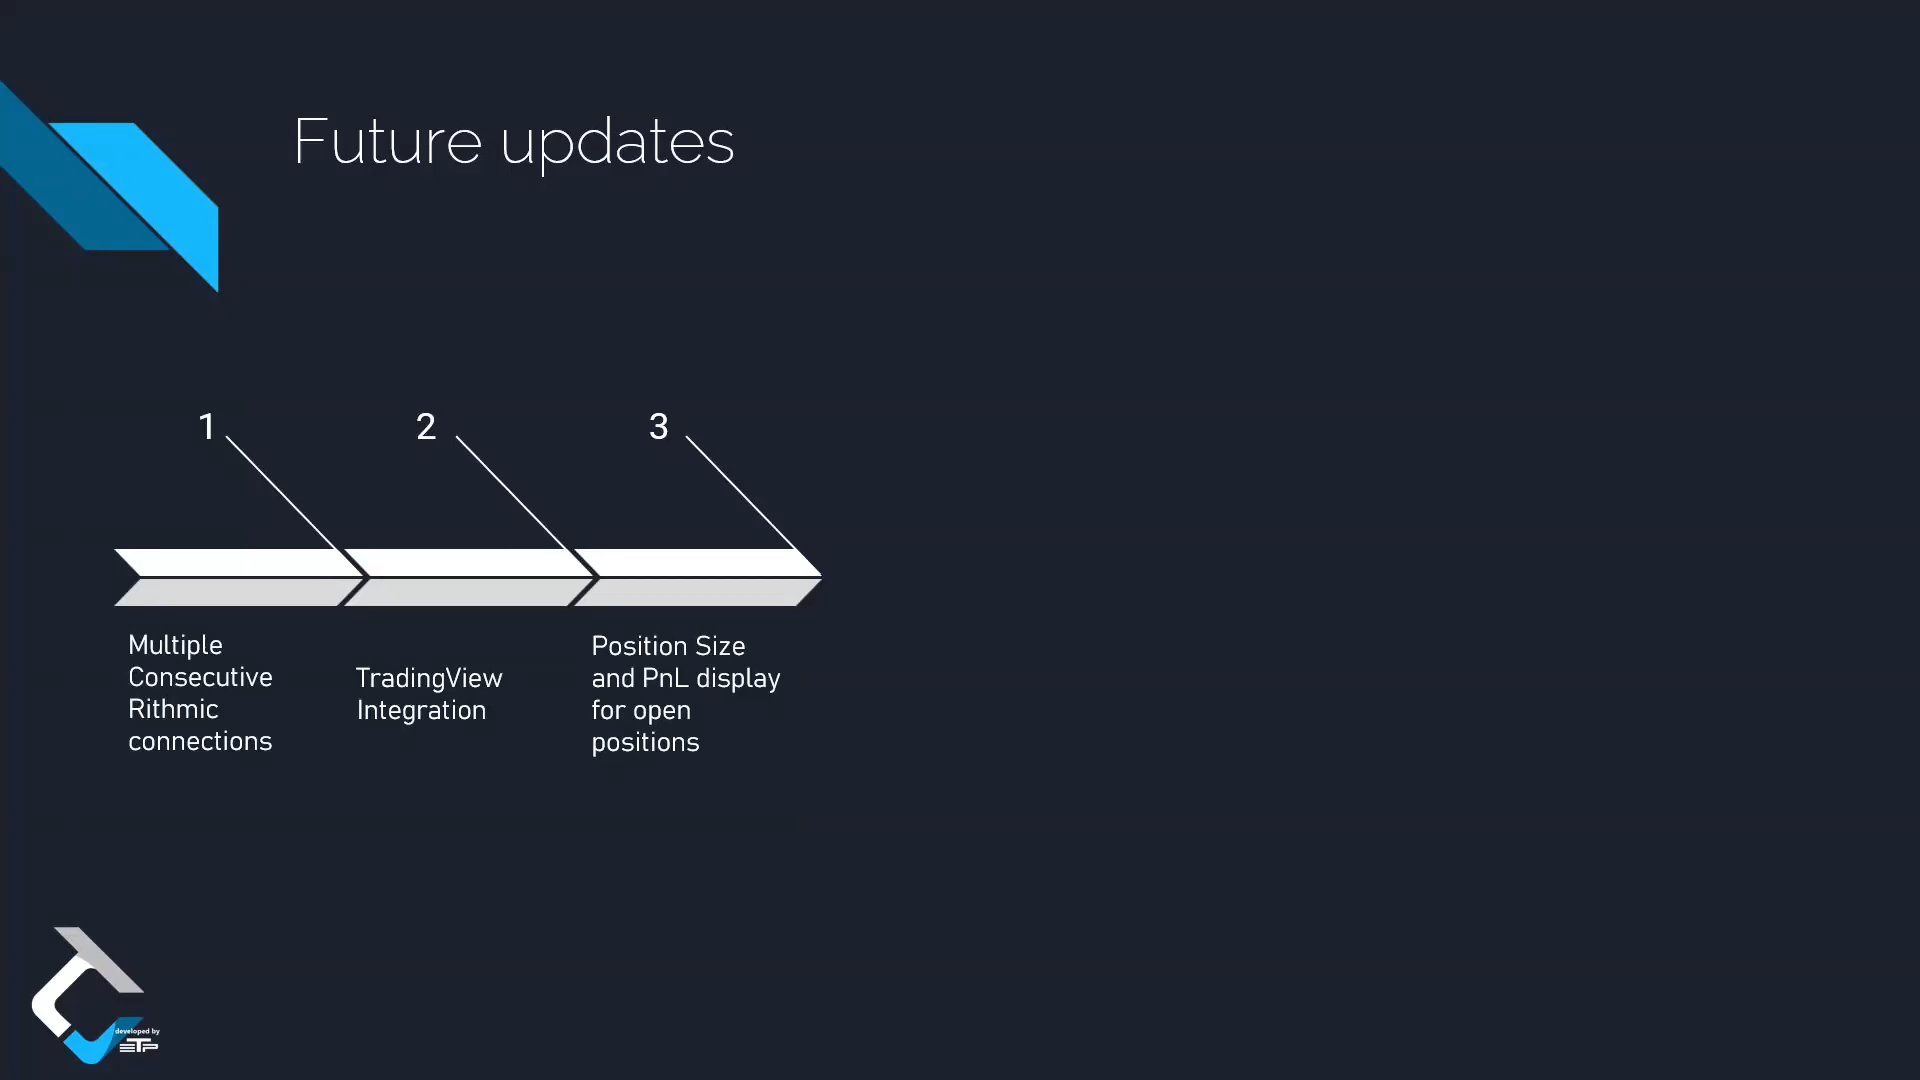 Future updates
1
2
3
Multiple
Consecutive
Rithmic
connections
TradingView
Integration
Position Size
and PnL display
for open
positions
developed by
ETP